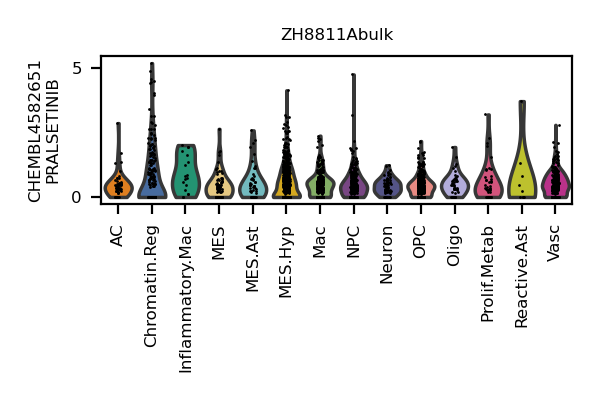 ZH8811Abulk
CHEMBL4582651
PRALSETINIB
5
0
AC
Chromatin.Reg
Inflammatory.Mac
MES
MES.Ast
MES.Hyp
Mac
NPC
Neuron
OPC
Oligo
Prolif.Metab
Reactive.Ast
Vasc